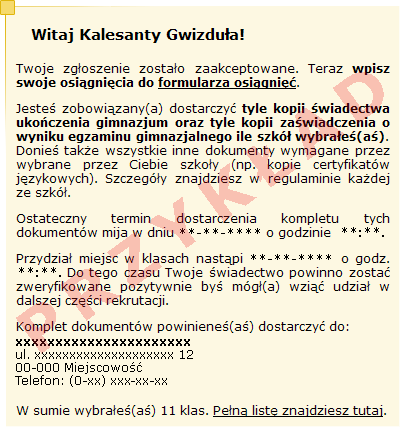 Witaj Kalesanty Gwizduła!
Twoje zgłoszenie zostało zaakceptowane. Teraz wpisz
swoje osiągnięcia do formularza osiągnięć.
Jesteś zobowiązany(a) dostarczyć tyle kopii świadectwa
ukończenia gimnazjum oraz tyle kopii zaświadczenia o
wyniku egzaminu gimnazjalnego ile szkół wybrałeś(aś).
Donieś także wszystkie inne dokumenty wymagane przez
wybrane przez Ciebie szkoły (np. kopie certyfikatów
językowych). Szczegóły znajdziesz w regulaminie każdej
ze szkół.
Ostateczny termin dostarczenia kompletu tych
dokumentów mija w dniu **-**-**** o godzinie **:**.
Przydział miejsc w klasach nastąpi **-**-**** o godz.
**:**. Do tego czasu Twoje świadectwo powinno zostać
zweryfikowane pozytywnie byś mógł(a) wziąć udział w
dalszej części rekrutacji.
Komplet dokumentów powinieneś(aś) dostarczyć do:
xxxxxxxxxxxxxxxxxxxxxx
ul. xxxxxxxxxxxxxxxxxxxx 12
00-000 Miejscowość
Telefon: (0-xx) xxx-xx-xx
W sumie wybrałeś(aś) 11 klas. Pełną listę znajdziesz tutaj.
PRZYKŁAD